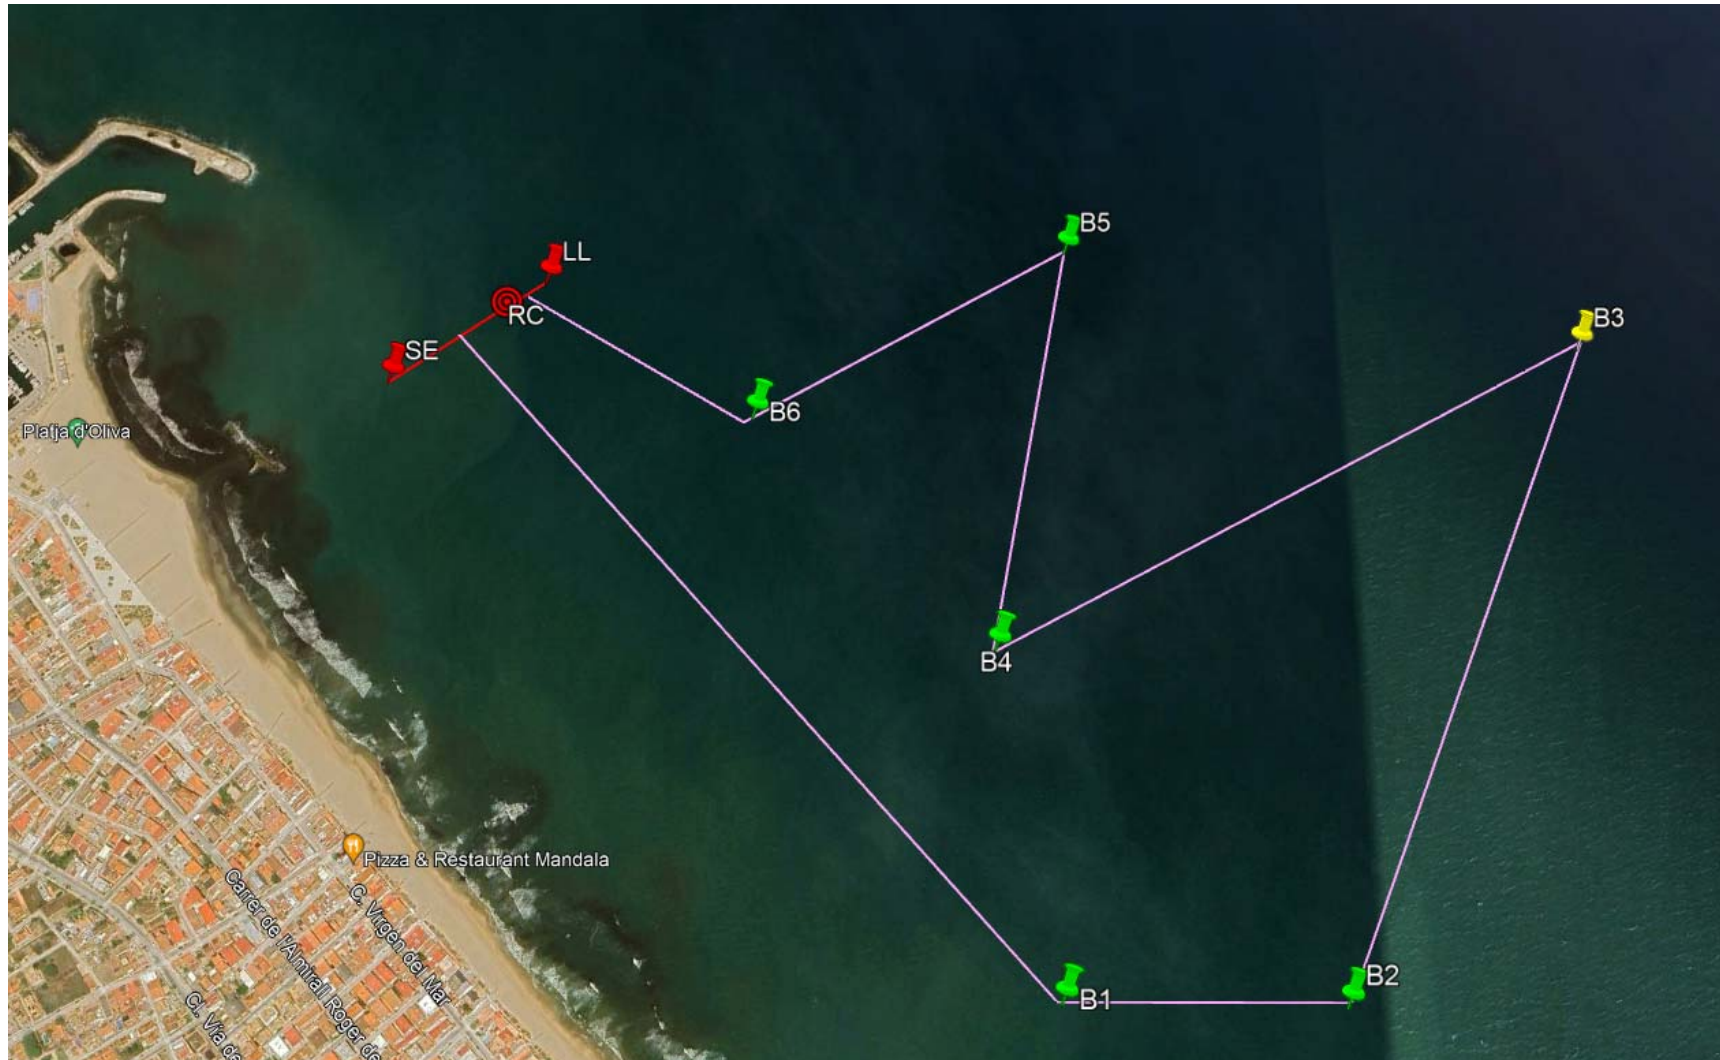 LL
B5
RC
B3
SE
B6
Platja d'Oliva
B4
Pizza & Restaurant Mandala
C. Virgen del Mar
Carrer de l'Almirall Roger de
B2
B1
C. Vía de